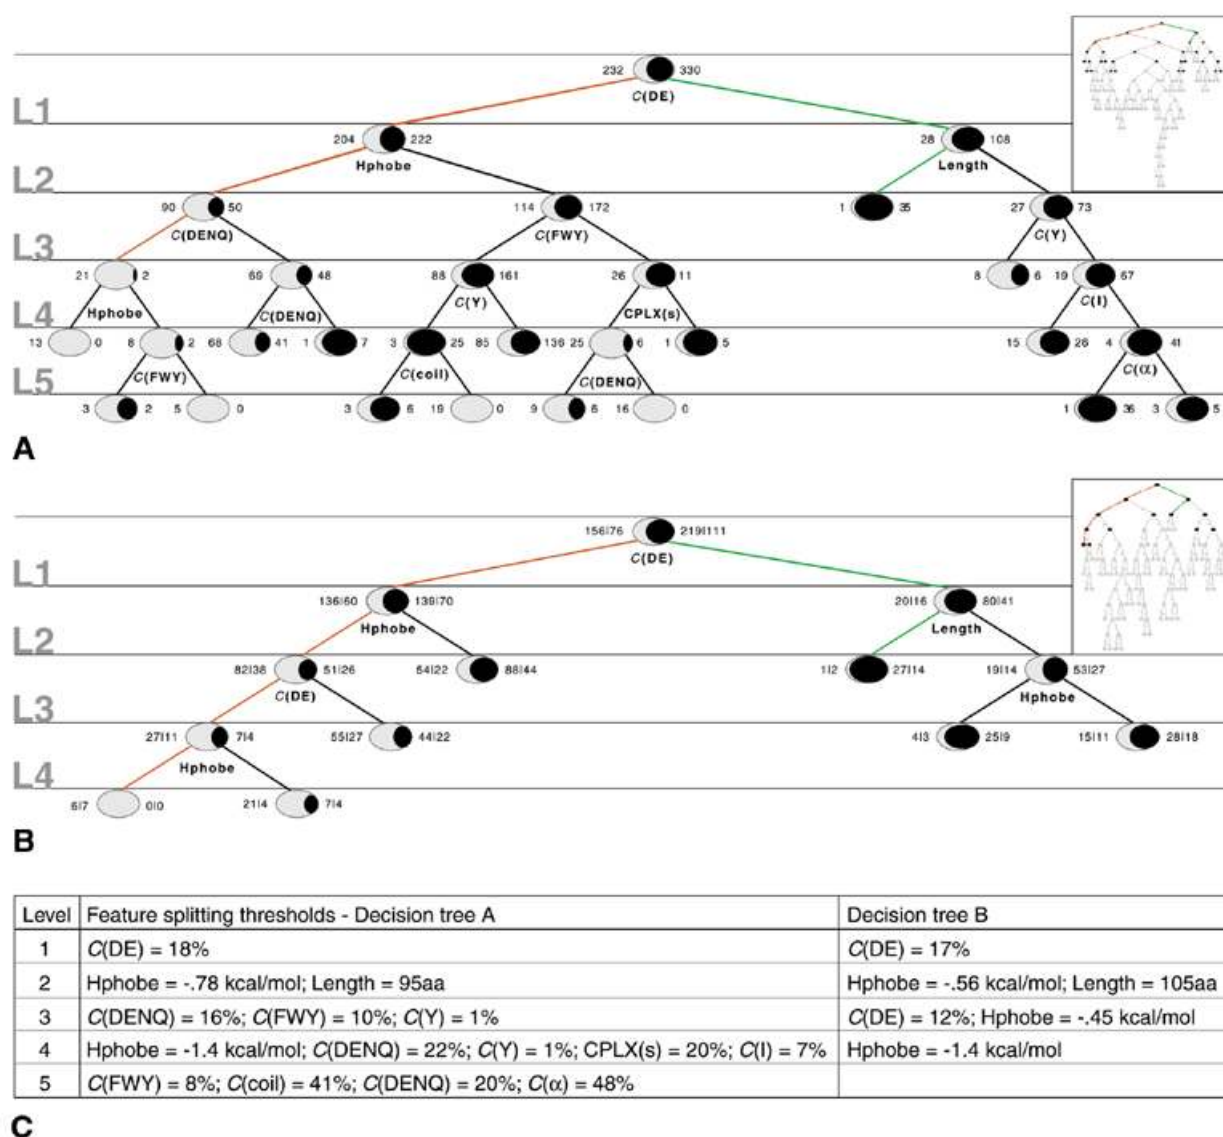 232 330
C(DE)
L1
204 222 28 108
Hphobe Length
L2
90 50 114 172 1 35 27 73
C(DENQ) C(FWY) C(Y)
L3
21 2 69 48 88 161 26 11 8 6 19 67
Hphobe C(DENQ) C(Y) CPLX(s) C(I)
L4
13 0 8 2 68 41 1 7 3 25 85 136 25 6 1 5 15 26 4 41
C(FWY) C(coil) C(DENQ) C(α)
L5
3 2 5 0 3 6 19 0 9 6 16 0 1 36 3 5
A
156|76 219|111
C(DE)
L1
136|60 139|70 20|16 80|41
Hphobe Length
L2
82|38 51|26 54|22 88|44 1|2 27|14 19|14 53|27
C(DE) Hphobe
L3
27|11 7|4 55|27 44|22 4|3 25|9 15|11 28|18
Hphobe
L4
6|7 0|0 21|4 7|4
B
Level Feature splitting thresholds - Decision tree A Decision tree B
1 C(DE) = 18% C(DE) = 17%
2 Hphobe = -.78 kcal/mol; Length = 95aa Hphobe = -.56 kcal/mol; Length = 105aa
3 C(DENQ) = 16%; C(FWY) = 10%; C(Y) = 1% C(DE) = 12%; Hphobe = -.45 kcal/mol
4 Hphobe = -1.4 kcal/mol; C(DENQ) = 22%; C(Y) = 1%; CPLX(s) = 20%; C(I) = 7% Hphobe = -1.4 kcal/mol
5 C(FWY) = 8%; C(coil) = 41%; C(DENQ) = 20%; C(α) = 48%
C